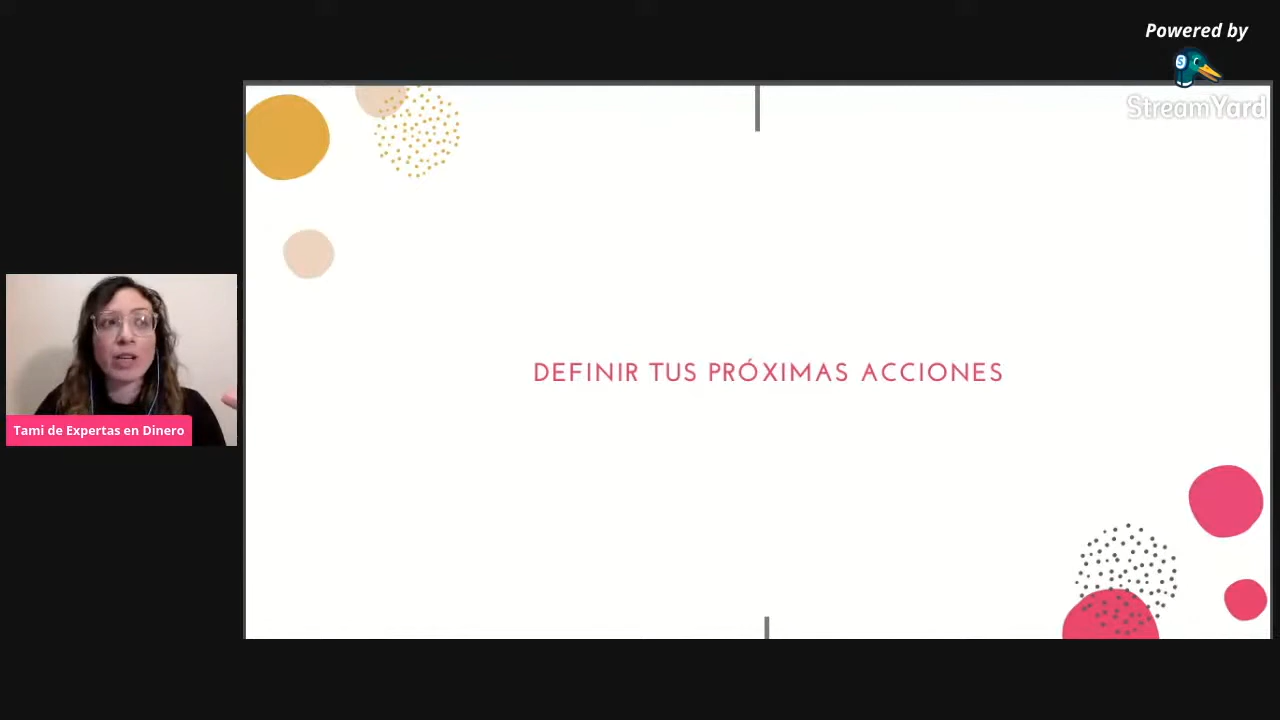 Powered by
StreamYard
DEFINIR TUS PRÓXIMAS ACCIONES
Tami de Expertas en Dinero